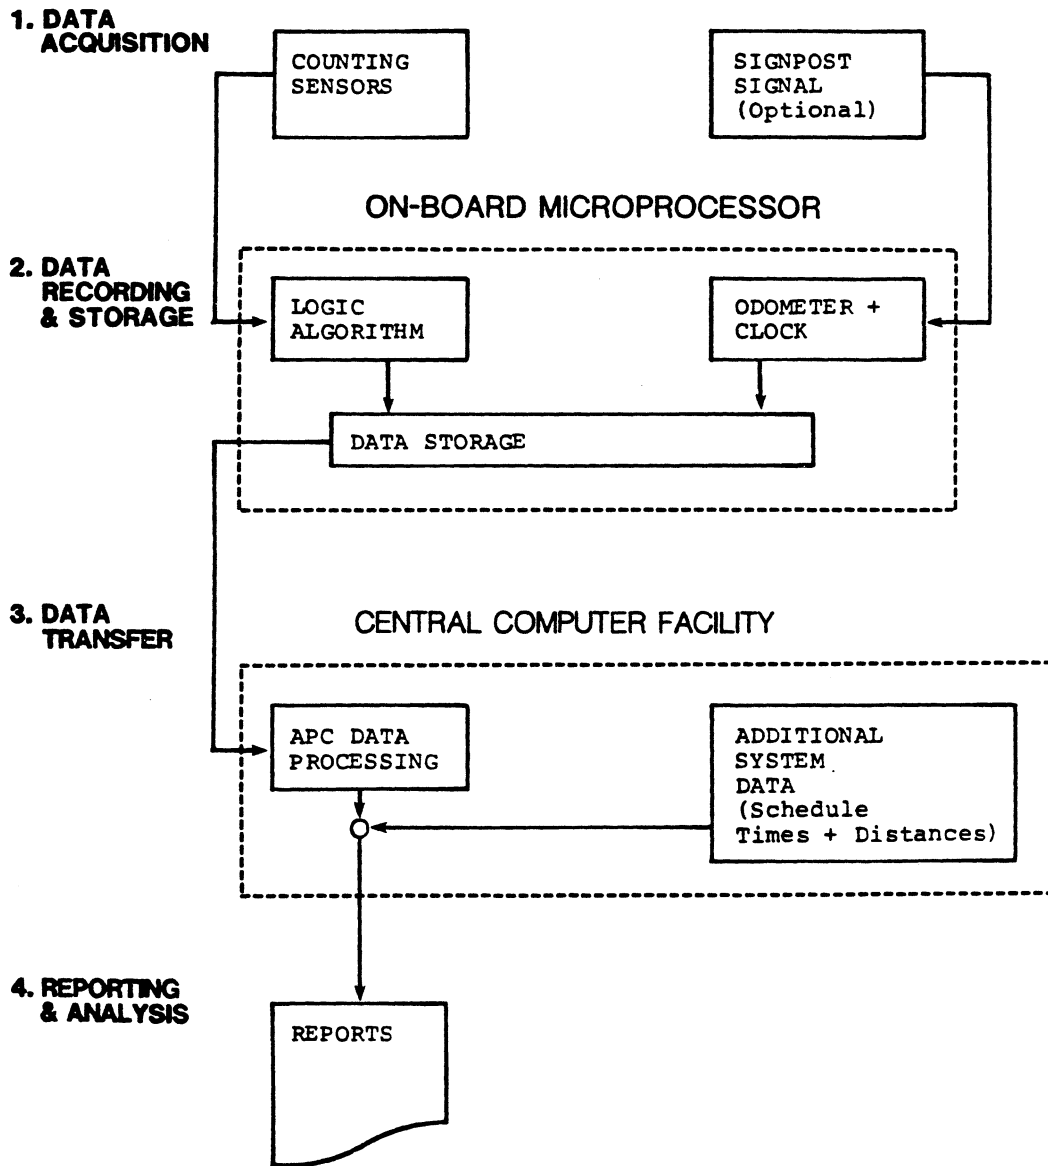 1. DATA
ACQUISITION
COUNTING
SENSORS
SIGNPOST
SIGNAL
(Optional)
ON-BOARD MICROPROCESSOR
2. DATA
RECORDING
& STORAGE
LOGIC
ALGORITHM
ODOMETER +
CLOCK
DATA STORAGE
3. DATA
TRANSFER
CENTRAL COMPUTER FACILITY
APC DATA
PROCESSING
ADDITIONAL
SYSTEM
DATA
(Schedule
Times + Distances)
4. REPORTING
& ANALYSIS
REPORTS